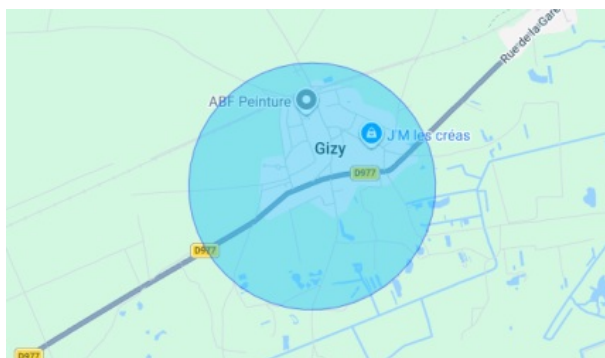 Rue de la Gare
ABF Peinture
J'M les créas
Gizy
D977
D977
D977